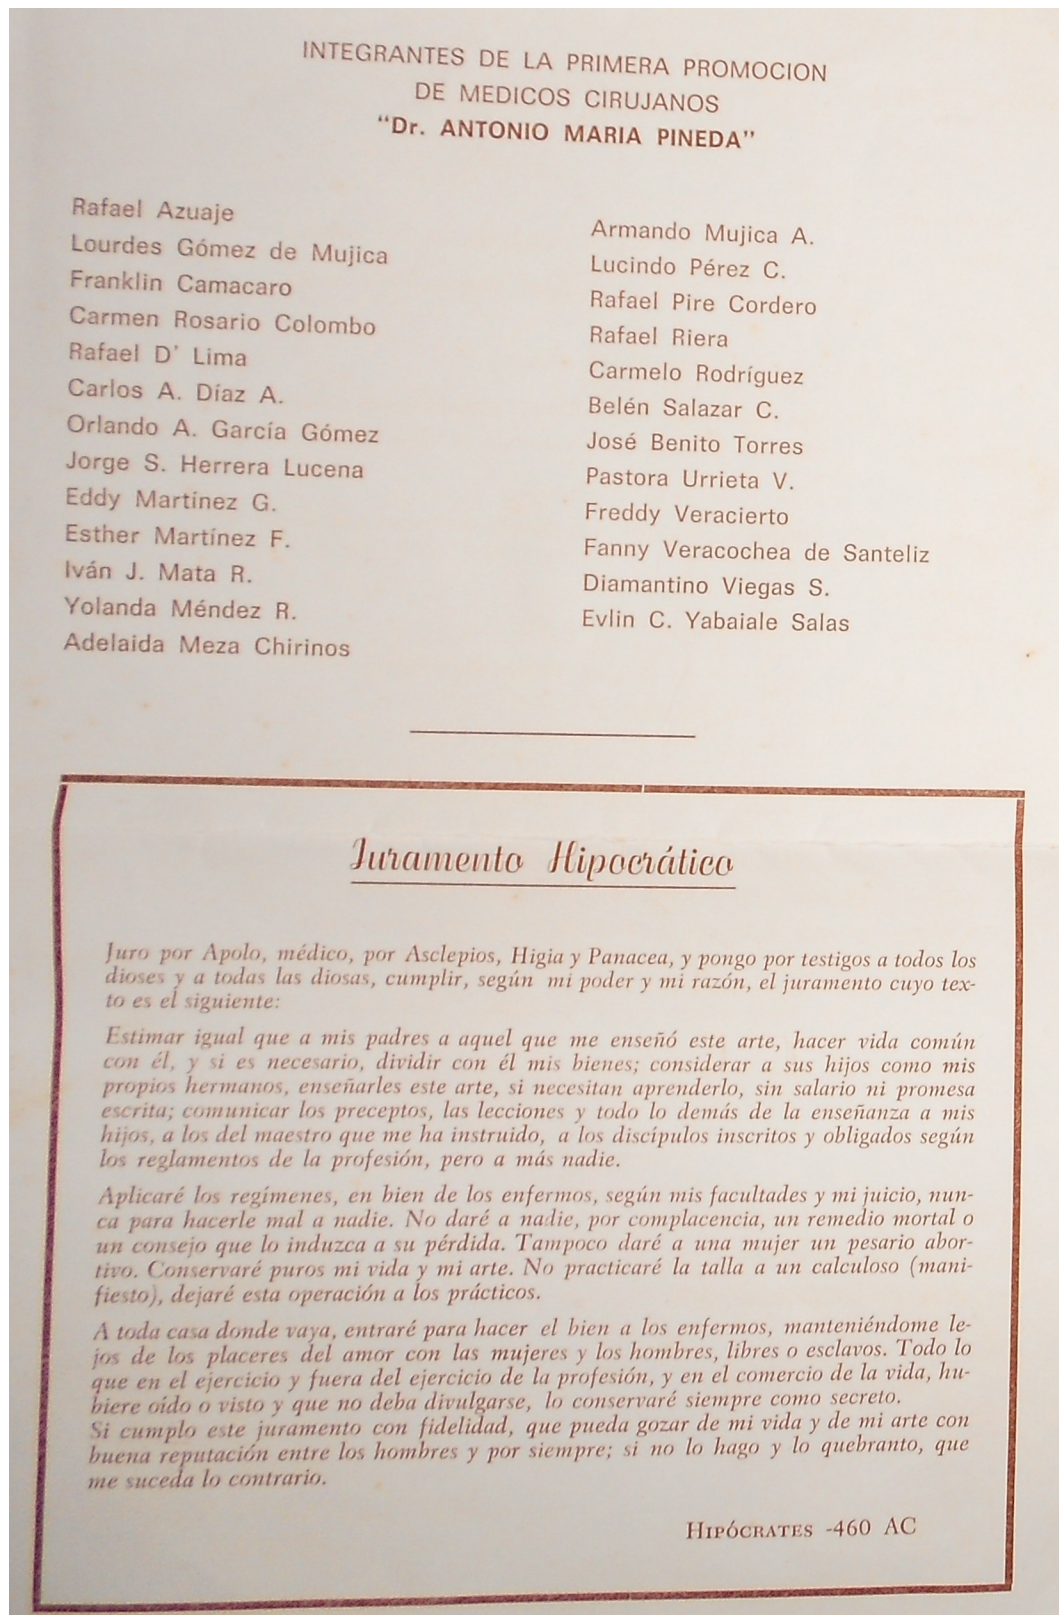 INTEGRANTES DE LA PRIMERA PROMOCION
DE MEDICOS CIRUJANOS
“Dr. ANTONIO MARIA PINEDA”
Rafael Azuaje
Lourdes Gómez de Mujica
Franklin Camacaro
Carmen Rosario Colombo
Rafael D' Lima
Carlos A. Díaz A.
Orlando A. García Gómez
Jorge S. Herrera Lucena
Eddy Martínez G.
Esther Martínez F.
Iván J. Mata R.
Yolanda Méndez R.
Adelaida Meza Chirinos
Armando Mujica A.
Lucindo Pérez C.
Rafael Pire Cordero
Rafael Riera
Carmelo Rodríguez
Belén Salazar C.
José Benito Torres
Pastora Urrieta V.
Freddy Veracierto
Fanny Veracochea de Santeliz
Diamantino Viegas S.
Evlin C. Yabaiale Salas
Juramento Hipocrático
Juro por Apolo, médico, por Asclepios, Higia y Panacea, y pongo por testigos a todos los
dioses y a todas las diosas, cumplir, según mi poder y mi razón, el juramento cuyo tex-
to es el siguiente:
Estimar igual que a mis padres a aquel que me enseñó este arte, hacer vida común
con él, y si es necesario, dividir con él mis bienes; considerar a sus hijos como mis
propios hermanos, enseñarles este arte, si necesitan aprenderlo, sin salario ni promesa
escrita; comunicar los preceptos, las lecciones y todo lo demás de la enseñanza a mis
hijos, a los del maestro que me ha instruido, a los discípulos inscritos y obligados según
los reglamentos de la profesión, pero a más nadie.
Aplicaré los regímenes, en bien de los enfermos, según mis facultades y mi juicio, nun-
ca para hacerle mal a nadie. No daré a nadie, por complacencia, un remedio mortal o
un consejo que lo induzca a su pérdida. Tampoco daré a una mujer un pesario abor-
tivo. Conservaré puros mi vida y mi arte. No practicaré la talla a un calculoso (mani-
fiesto), dejaré esta operación a los prácticos.
A toda casa donde vaya, entraré para hacer el bien a los enfermos, manteniéndome le-
jos de los placeres del amor con las mujeres y los hombres, libres o esclavos. Todo lo
que en el ejercicio y fuera del ejercicio de la profesión, y en el comercio de la vida, hu-
biere oído o visto y que no deba divulgarse, lo conservaré siempre como secreto.
Si cumplo este juramento con fidelidad, que pueda gozar de mi vida y de mi arte con
buena reputación entre los hombres y por siempre; si no lo hago y lo quebranto, que
me suceda lo contrario.
HIPÓCRATES -460 AC